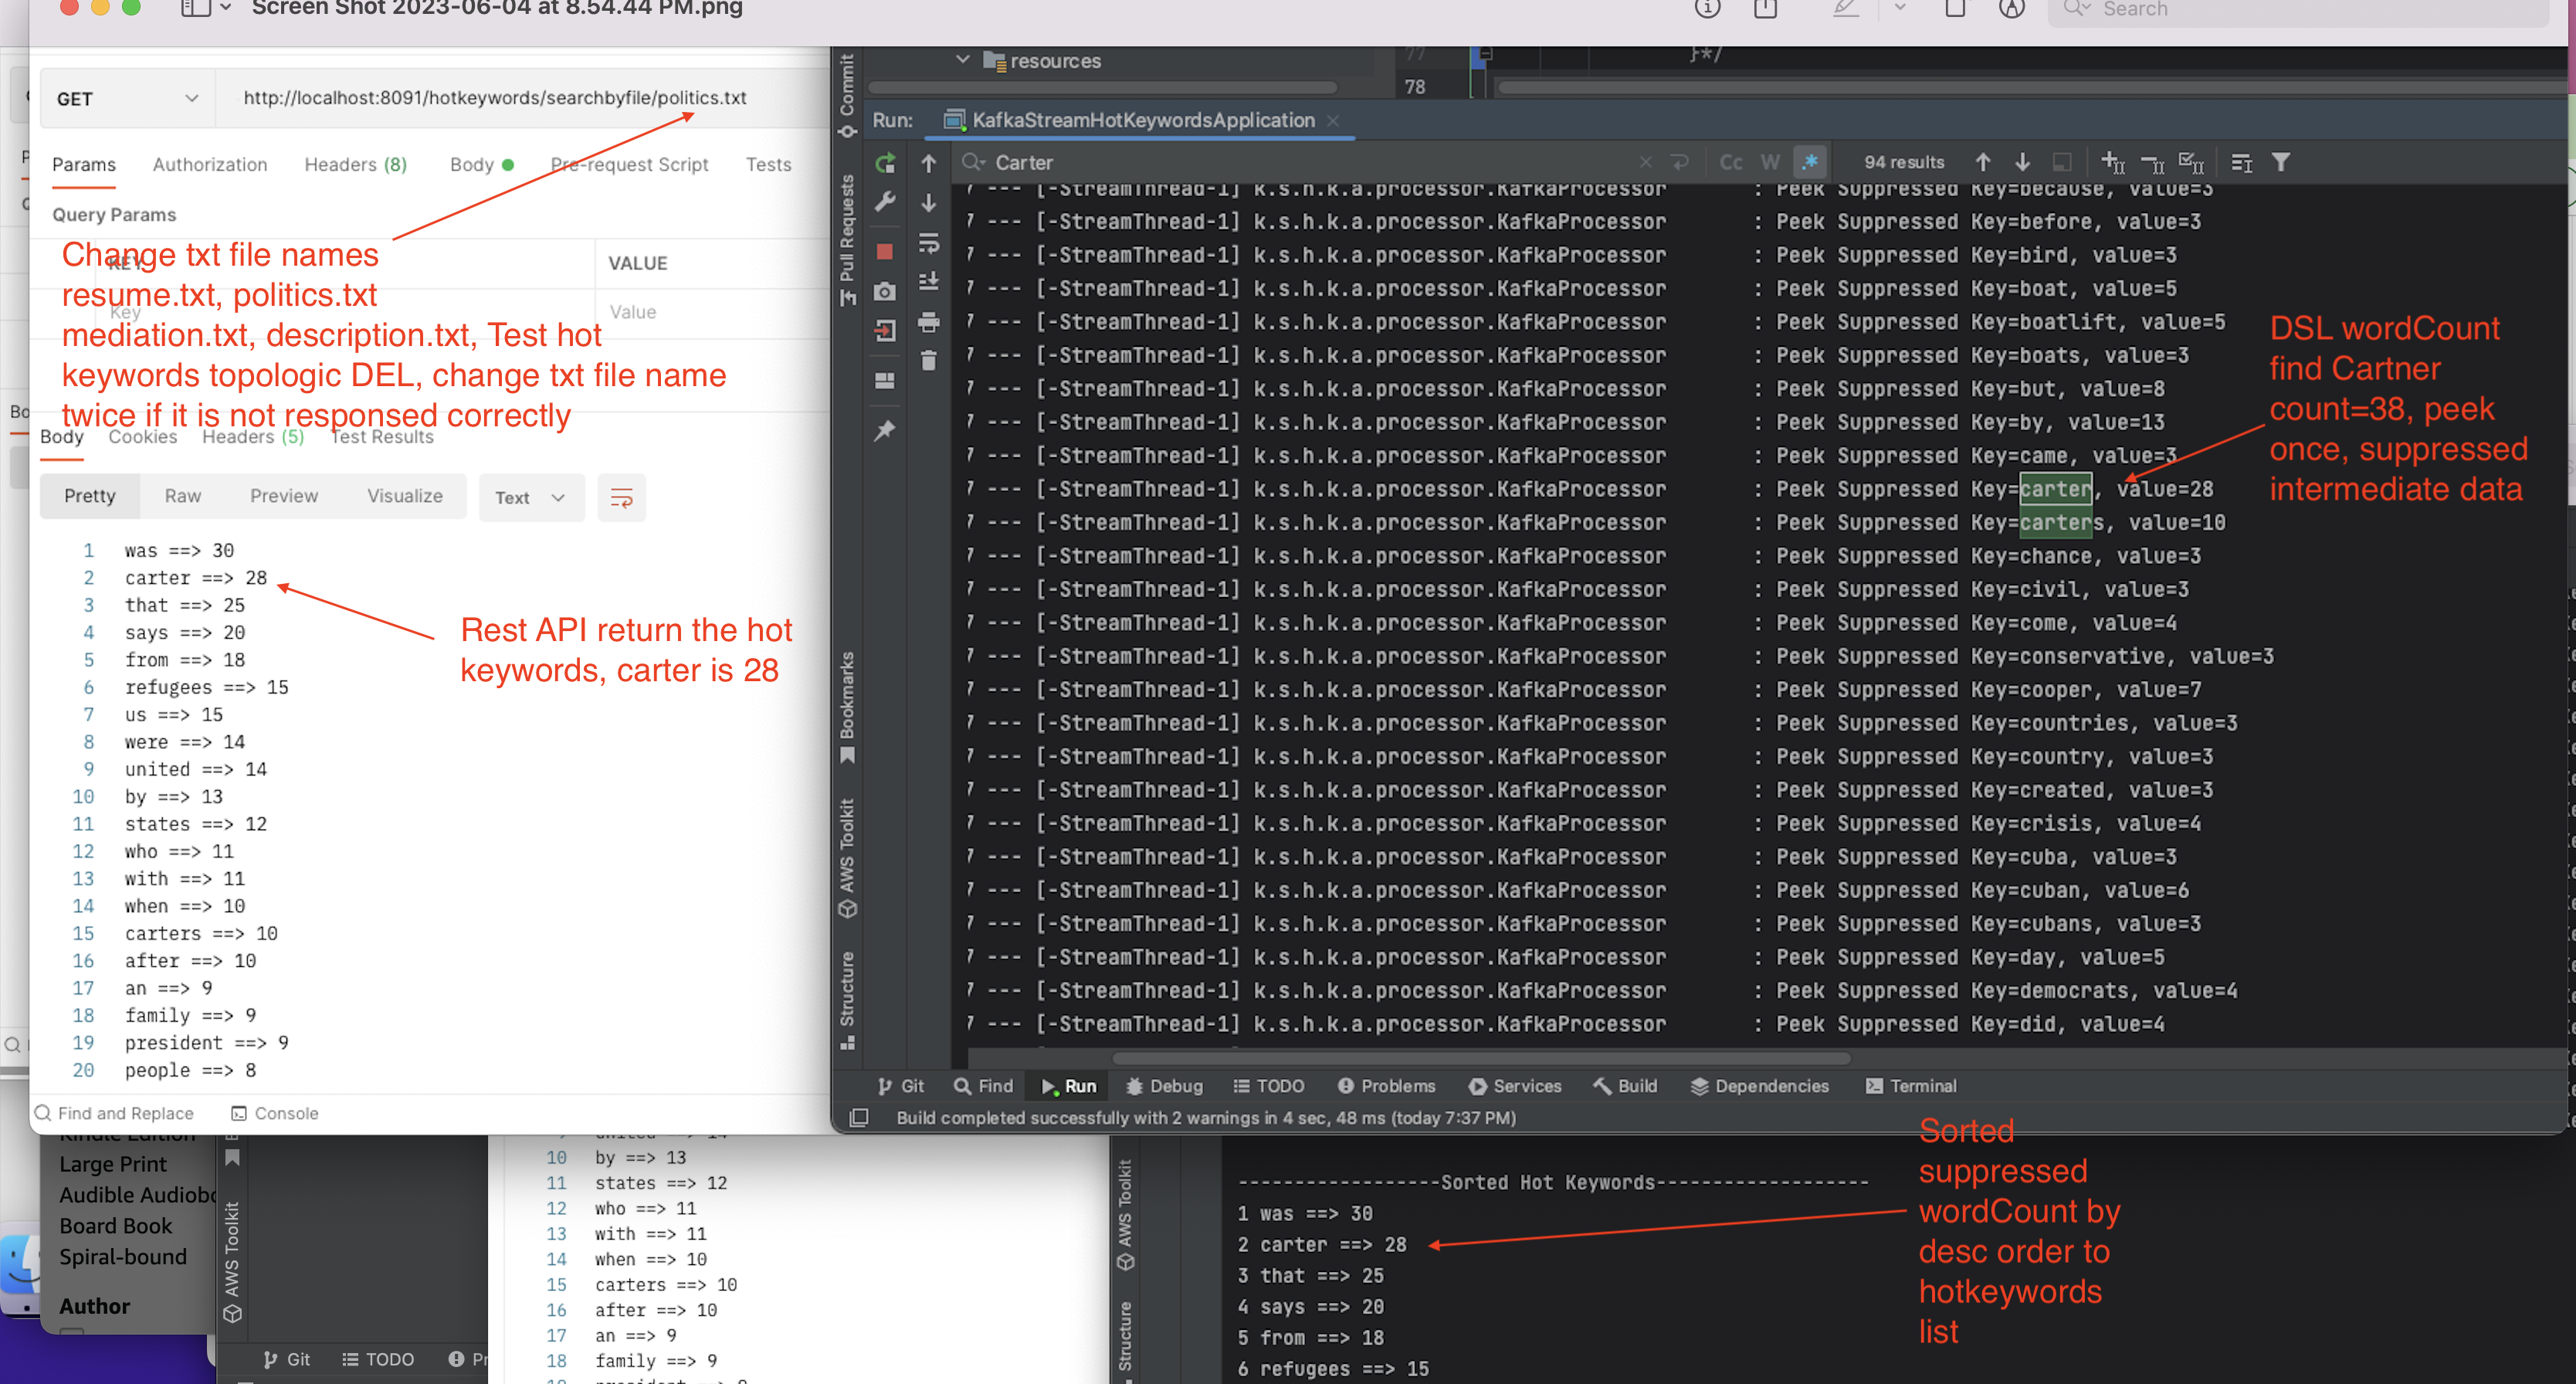 Screen Shot 2023-06-04 at 8.54.44 PM.png
Search
GET
http://localhost:8091/hotkeywords/searchbyfile/politics.txt
Params
Authorization
Headers (8)
Body
Pre-request Script
Tests
Query Params
KEY
VALUE
Key
Value
Change txt file names
resume.txt, politics.txt
mediation.txt, description.txt, Test hot
keywords topologic DEL, change txt file name
twice if it is not responsed correctly
Body
Cookies
Headers (5)
Test Results
Pretty
Raw
Preview
Visualize
Text
1 was ==> 30
2 carter ==> 28
3 that ==> 25
4 says ==> 20
5 from ==> 18
6 refugees ==> 15
7 us ==> 15
8 were ==> 14
9 united ==> 14
10 by ==> 13
11 states ==> 12
12 who ==> 11
13 with ==> 11
14 when ==> 10
15 carters ==> 10
16 after ==> 10
17 an ==> 9
18 family ==> 9
19 president ==> 9
20 people ==> 8
Rest API return the hot
keywords, carter is 28
Find and Replace
Console
Commit
Pull Requests
Bookmarks
AWS Toolkit
Structure
resources
77 }*/
78
Run:
KafkaStreamHotKeywordsApplication
Carter
Cc
W
.*
94 results
7 --- [-StreamThread-1] k.s.h.k.a.processor.KafkaProcessor : Peek Suppressed Key=because, value=3
7 --- [-StreamThread-1] k.s.h.k.a.processor.KafkaProcessor : Peek Suppressed Key=before, value=3
7 --- [-StreamThread-1] k.s.h.k.a.processor.KafkaProcessor : Peek Suppressed Key=bird, value=3
7 --- [-StreamThread-1] k.s.h.k.a.processor.KafkaProcessor : Peek Suppressed Key=boat, value=5
7 --- [-StreamThread-1] k.s.h.k.a.processor.KafkaProcessor : Peek Suppressed Key=boatlift, value=5
7 --- [-StreamThread-1] k.s.h.k.a.processor.KafkaProcessor : Peek Suppressed Key=boats, value=3
7 --- [-StreamThread-1] k.s.h.k.a.processor.KafkaProcessor : Peek Suppressed Key=but, value=8
7 --- [-StreamThread-1] k.s.h.k.a.processor.KafkaProcessor : Peek Suppressed Key=by, value=13
7 --- [-StreamThread-1] k.s.h.k.a.processor.KafkaProcessor : Peek Suppressed Key=came, value=3
7 --- [-StreamThread-1] k.s.h.k.a.processor.KafkaProcessor : Peek Suppressed Key=carter, value=28
7 --- [-StreamThread-1] k.s.h.k.a.processor.KafkaProcessor : Peek Suppressed Key=carters, value=10
7 --- [-StreamThread-1] k.s.h.k.a.processor.KafkaProcessor : Peek Suppressed Key=chance, value=3
7 --- [-StreamThread-1] k.s.h.k.a.processor.KafkaProcessor : Peek Suppressed Key=civil, value=3
7 --- [-StreamThread-1] k.s.h.k.a.processor.KafkaProcessor : Peek Suppressed Key=come, value=4
7 --- [-StreamThread-1] k.s.h.k.a.processor.KafkaProcessor : Peek Suppressed Key=conservative, value=3
7 --- [-StreamThread-1] k.s.h.k.a.processor.KafkaProcessor : Peek Suppressed Key=cooper, value=7
7 --- [-StreamThread-1] k.s.h.k.a.processor.KafkaProcessor : Peek Suppressed Key=countries, value=3
7 --- [-StreamThread-1] k.s.h.k.a.processor.KafkaProcessor : Peek Suppressed Key=country, value=3
7 --- [-StreamThread-1] k.s.h.k.a.processor.KafkaProcessor : Peek Suppressed Key=created, value=3
7 --- [-StreamThread-1] k.s.h.k.a.processor.KafkaProcessor : Peek Suppressed Key=crisis, value=4
7 --- [-StreamThread-1] k.s.h.k.a.processor.KafkaProcessor : Peek Suppressed Key=cuba, value=3
7 --- [-StreamThread-1] k.s.h.k.a.processor.KafkaProcessor : Peek Suppressed Key=cuban, value=6
7 --- [-StreamThread-1] k.s.h.k.a.processor.KafkaProcessor : Peek Suppressed Key=cubans, value=3
7 --- [-StreamThread-1] k.s.h.k.a.processor.KafkaProcessor : Peek Suppressed Key=day, value=5
7 --- [-StreamThread-1] k.s.h.k.a.processor.KafkaProcessor : Peek Suppressed Key=democrats, value=4
7 --- [-StreamThread-1] k.s.h.k.a.processor.KafkaProcessor : Peek Suppressed Key=did, value=4
DSL wordCount
find Cartner
count=38, peek
once, suppressed
intermediate data
Git
Find
Run
Debug
TODO
Problems
Services
Build
Dependencies
Terminal
Build completed successfully with 2 warnings in 4 sec, 48 ms (today 7:37 PM)
Kindle Edition
Large Print
Audible Audiobo
Board Book
Spiral-bound
Author
AWS Toolkit
Git
TODO
Pr
9 united ==> 14
10 by ==> 13
11 states ==> 12
12 who ==> 11
13 with ==> 11
14 when ==> 10
15 carters ==> 10
16 after ==> 10
17 an ==> 9
18 family ==> 9
AWS Toolkit
Structure
------------------Sorted Hot Keywords-------------------
1 was ==> 30
2 carter ==> 28
3 that ==> 25
4 says ==> 20
5 from ==> 18
6 refugees ==> 15
Sorted
suppressed
wordCount by
desc order to
hotkeywords
list